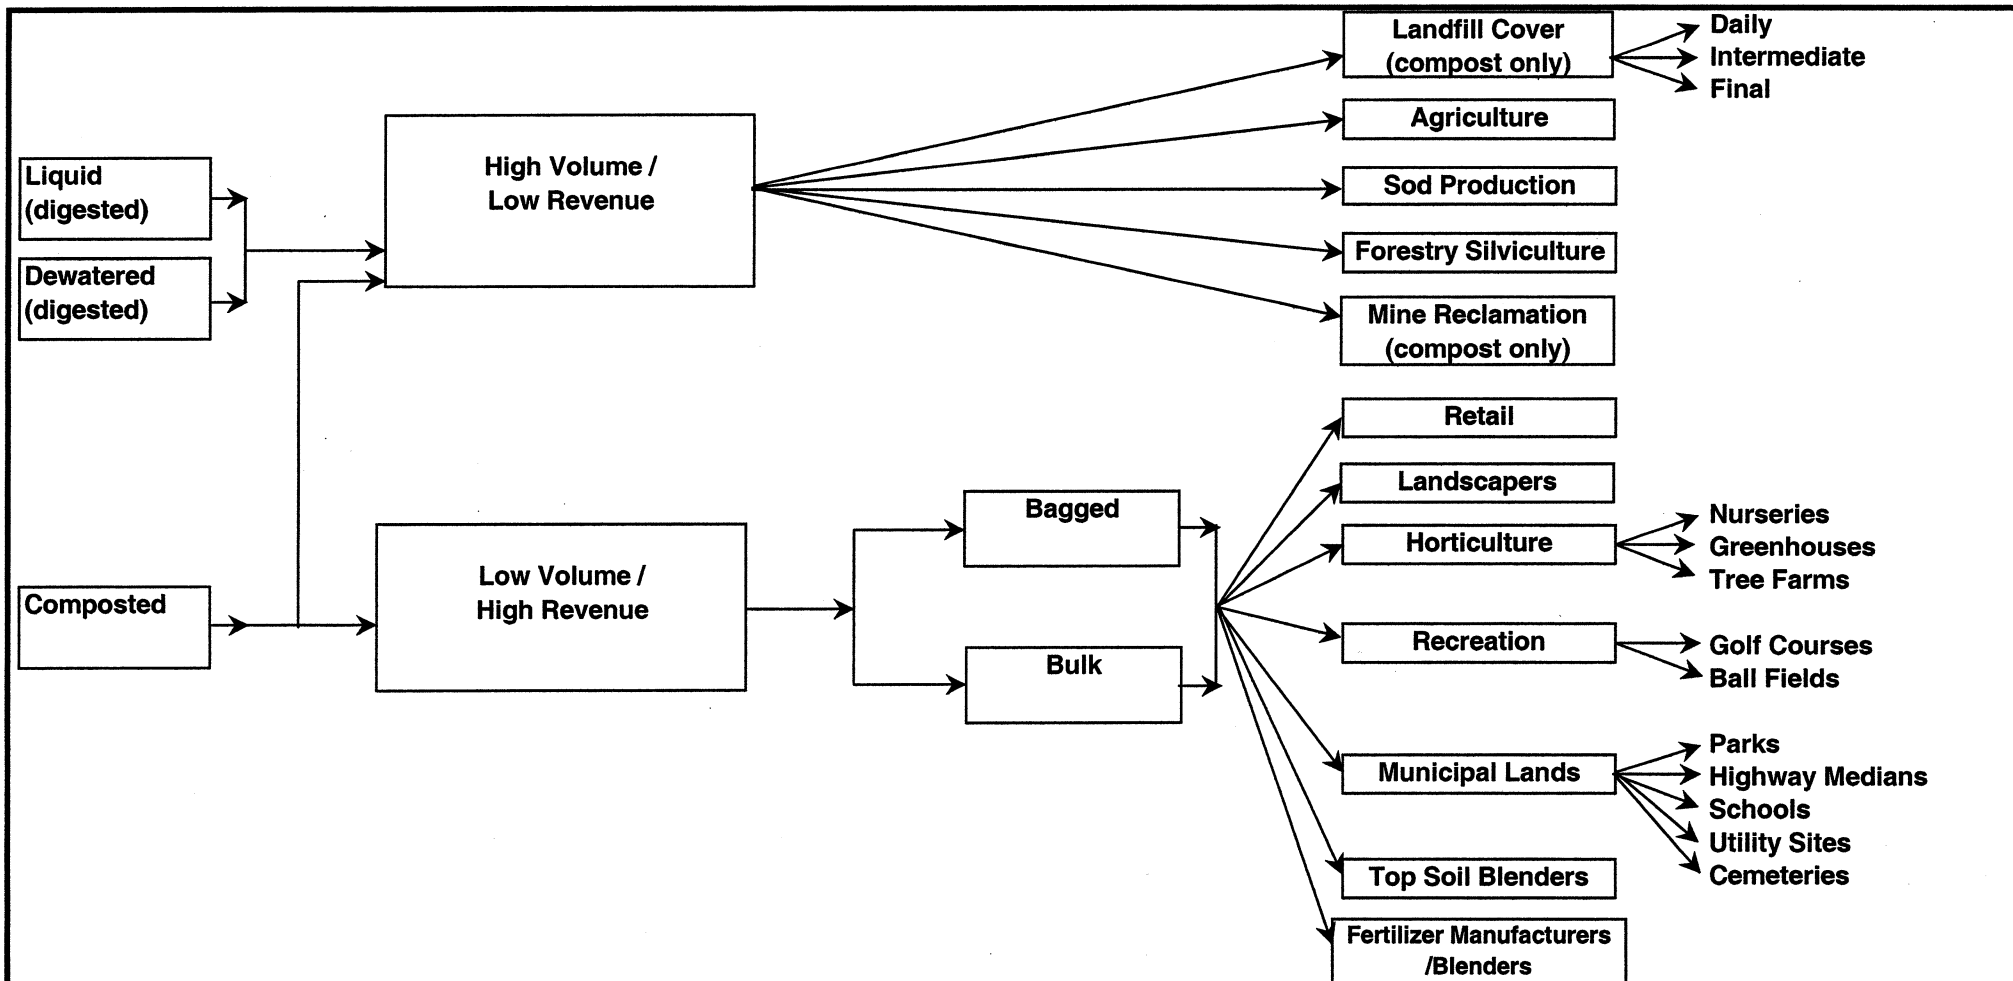 Liquid
(digested)
Dewatered
(digested)
Composted
High Volume /
Low Revenue
Low Volume /
High Revenue
Bagged
Bulk
Landfill Cover
(compost only)
Daily
Intermediate
Final
Agriculture
Sod Production
Forestry Silviculture
Mine Reclamation
(compost only)
Retail
Landscapers
Horticulture
Nurseries
Greenhouses
Tree Farms
Recreation
Golf Courses
Ball Fields
Municipal Lands
Parks
Highway Medians
Schools
Utility Sites
Cemeteries
Top Soil Blenders
Fertilizer Manufacturers
/Blenders